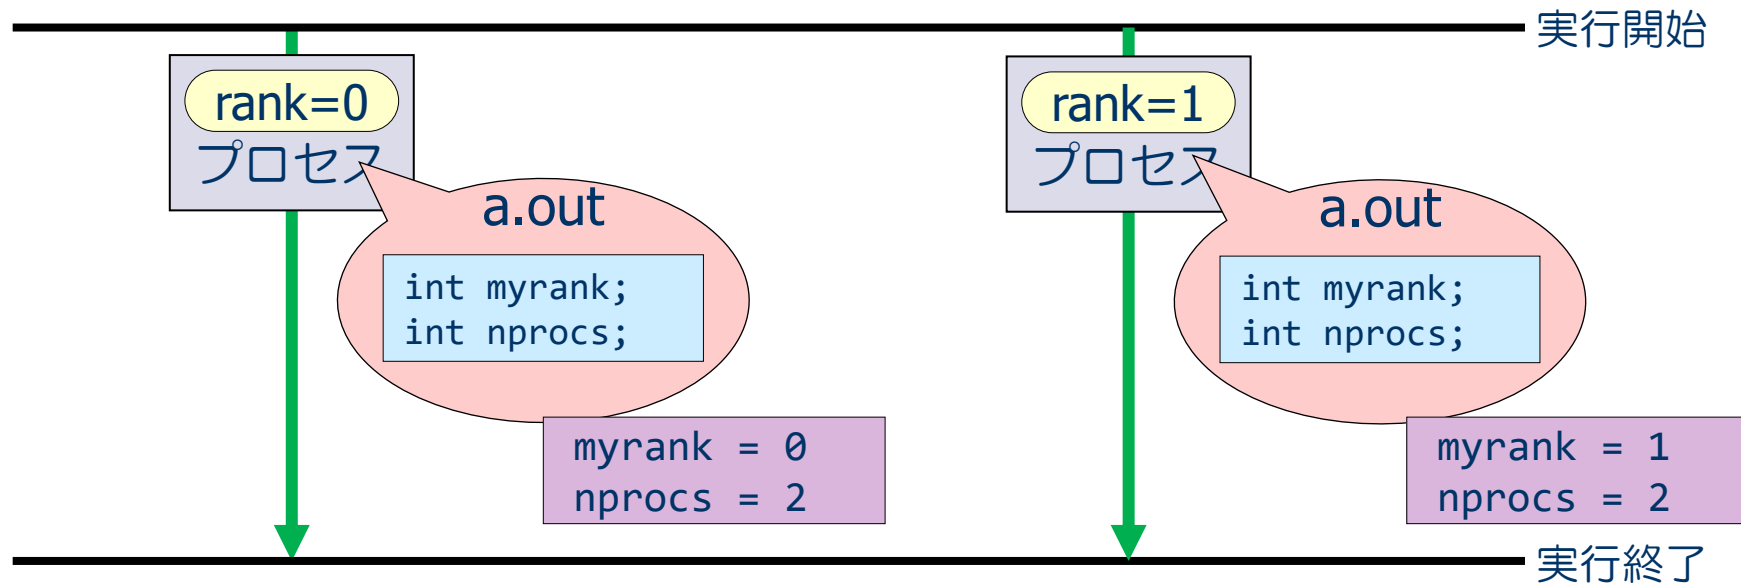 実行開始
rank=0
プロセス
a.out
int myrank;
int nprocs;
myrank = 0
nprocs = 2
rank=1
プロセス
a.out
int myrank;
int nprocs;
myrank = 1
nprocs = 2
実行終了